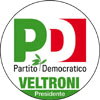 PD
Partito Democratico
VELTRONI
Presidente